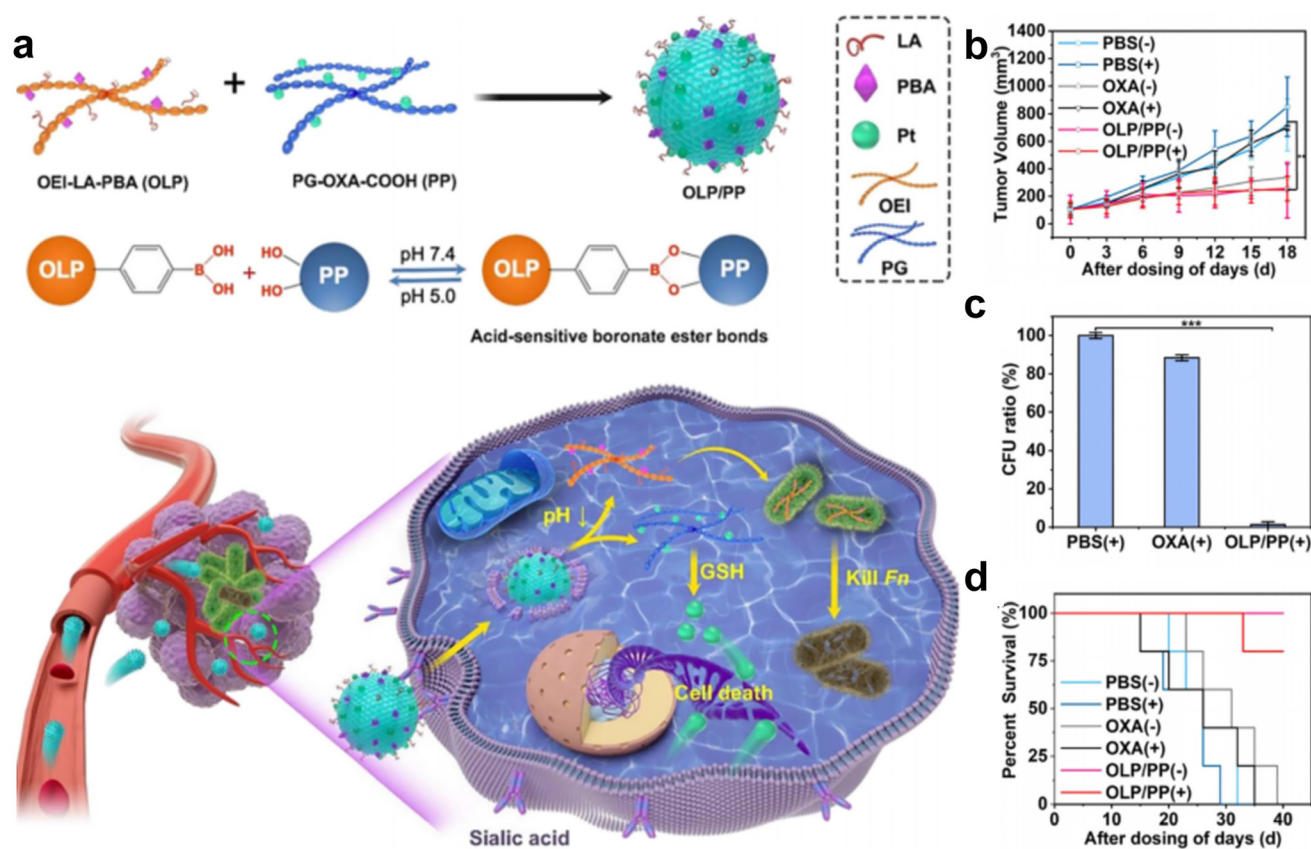 a
OEI-LA-PBA (OLP)
+
PG-OXA-COOH (PP)
OLP/PP
LA
PBA
Pt
OEI
PG
OLP
B
OH
OH
+
HO
HO
PP
pH 7.4
pH 5.0
OLP
B
O
O
PP
Acid-sensitive boronate ester bonds
pH ↓
GSH
Kill Fn
Cell death
Sialic acid
b
Tumor Volume (mm3)
1400
1200
1000
800
600
400
200
0
PBS(-)
PBS(+)
OXA(-)
OXA(+)
OLP/PP(-)
OLP/PP(+)
0 3 6 9 12 15 18
After dosing of days (d)
c
CFU ratio (%)
100
80
60
40
20
0
***
PBS(+) OXA(+) OLP/PP(+)
d
Percent Survival (%)
100
75
50
25
0
PBS(-)
PBS(+)
OXA(-)
OXA(+)
OLP/PP(-)
OLP/PP(+)
0 10 20 30 40
After dosing of days (d)